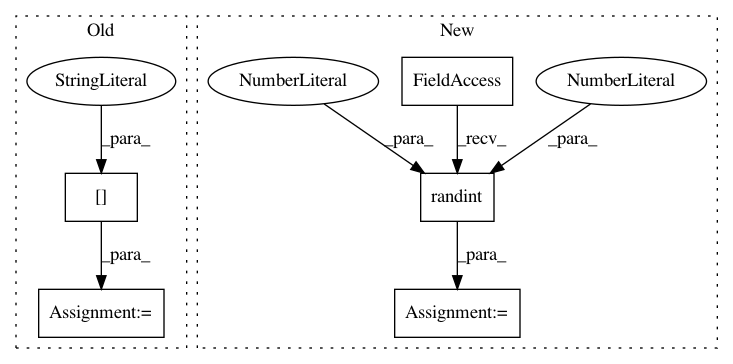 Old
New
StringLiteral
NumberLiteral
FieldAccess
NumberLiteral
_para_
_para_
_recv_
_para_
[]
randint
_para_
_para_
Assignment:=
Assignment:=